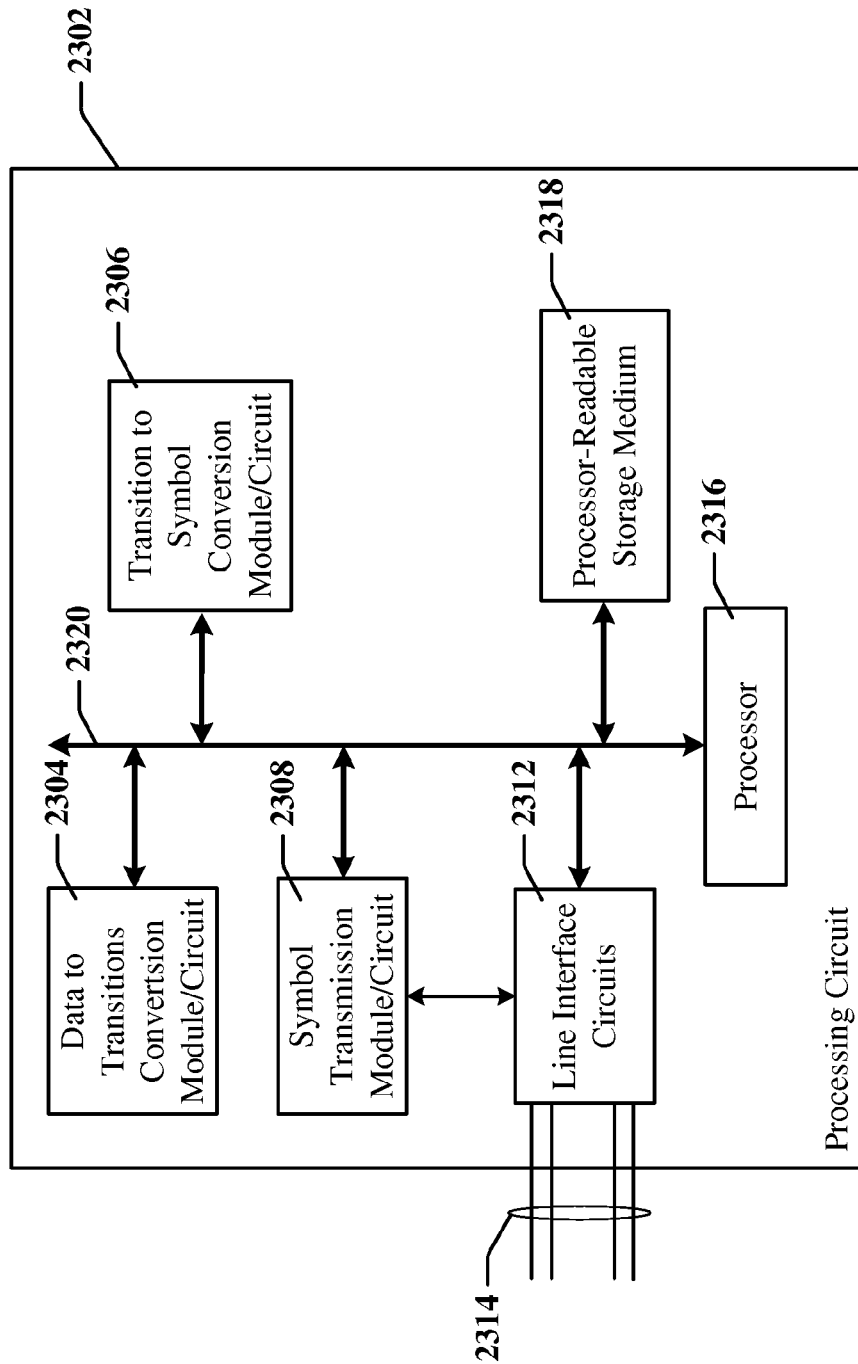 2302
2304
Data to
Transitions
Convertsion
Module/Circuit
2320
2306
Transition to
Symbol
Conversion
Module/Circuit
2308
Symbol
Transmission
Module/Circuit
2312
Line Interface
Circuits
2314
2318
Processor-Readable
Storage Medium
2316
Processor
Processing Circuit